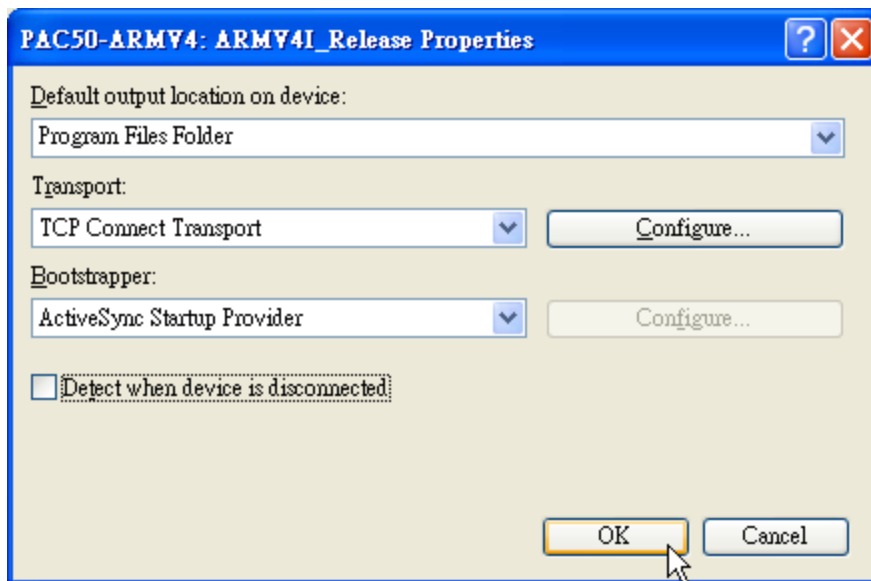 PAC50-ARMV4: ARMV4I_Release Properties
?
Default output location on device:
Program Files Folder
Transport:
TCP Connect Transport
Configure...
Bootstrapper:
ActiveSync Startup Provider
Configure...
Detect when device is disconnected
OK
Cancel